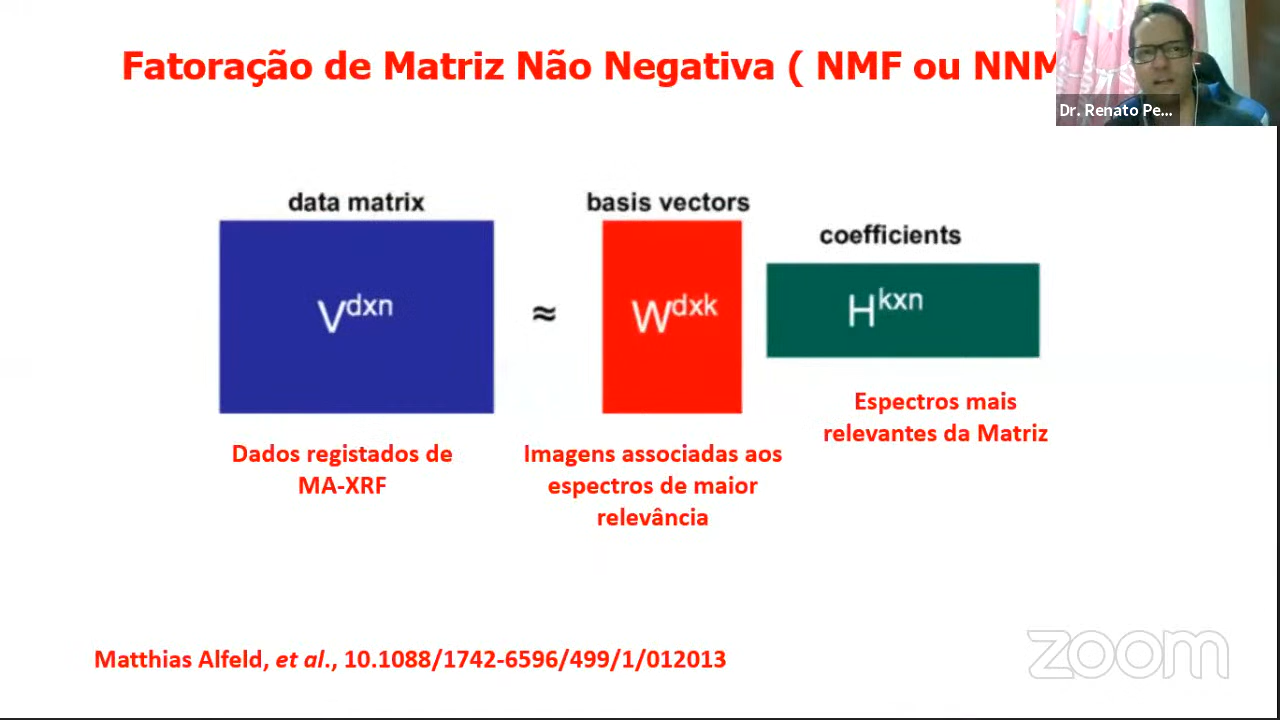 Fatoração de Matriz Não Negativa ( NMF ou NNM
Dr. Renato Pe...
data matrix
basis vectors
coefficients
V^dxn
≈
W^dxk
H^kxn
Dados registados de
MA-XRF
Imagens associadas aos
espectros de maior
relevância
Espectros mais
relevantes da Matriz
Matthias Alfeld, et al., 10.1088/1742-6596/499/1/012013
zoom